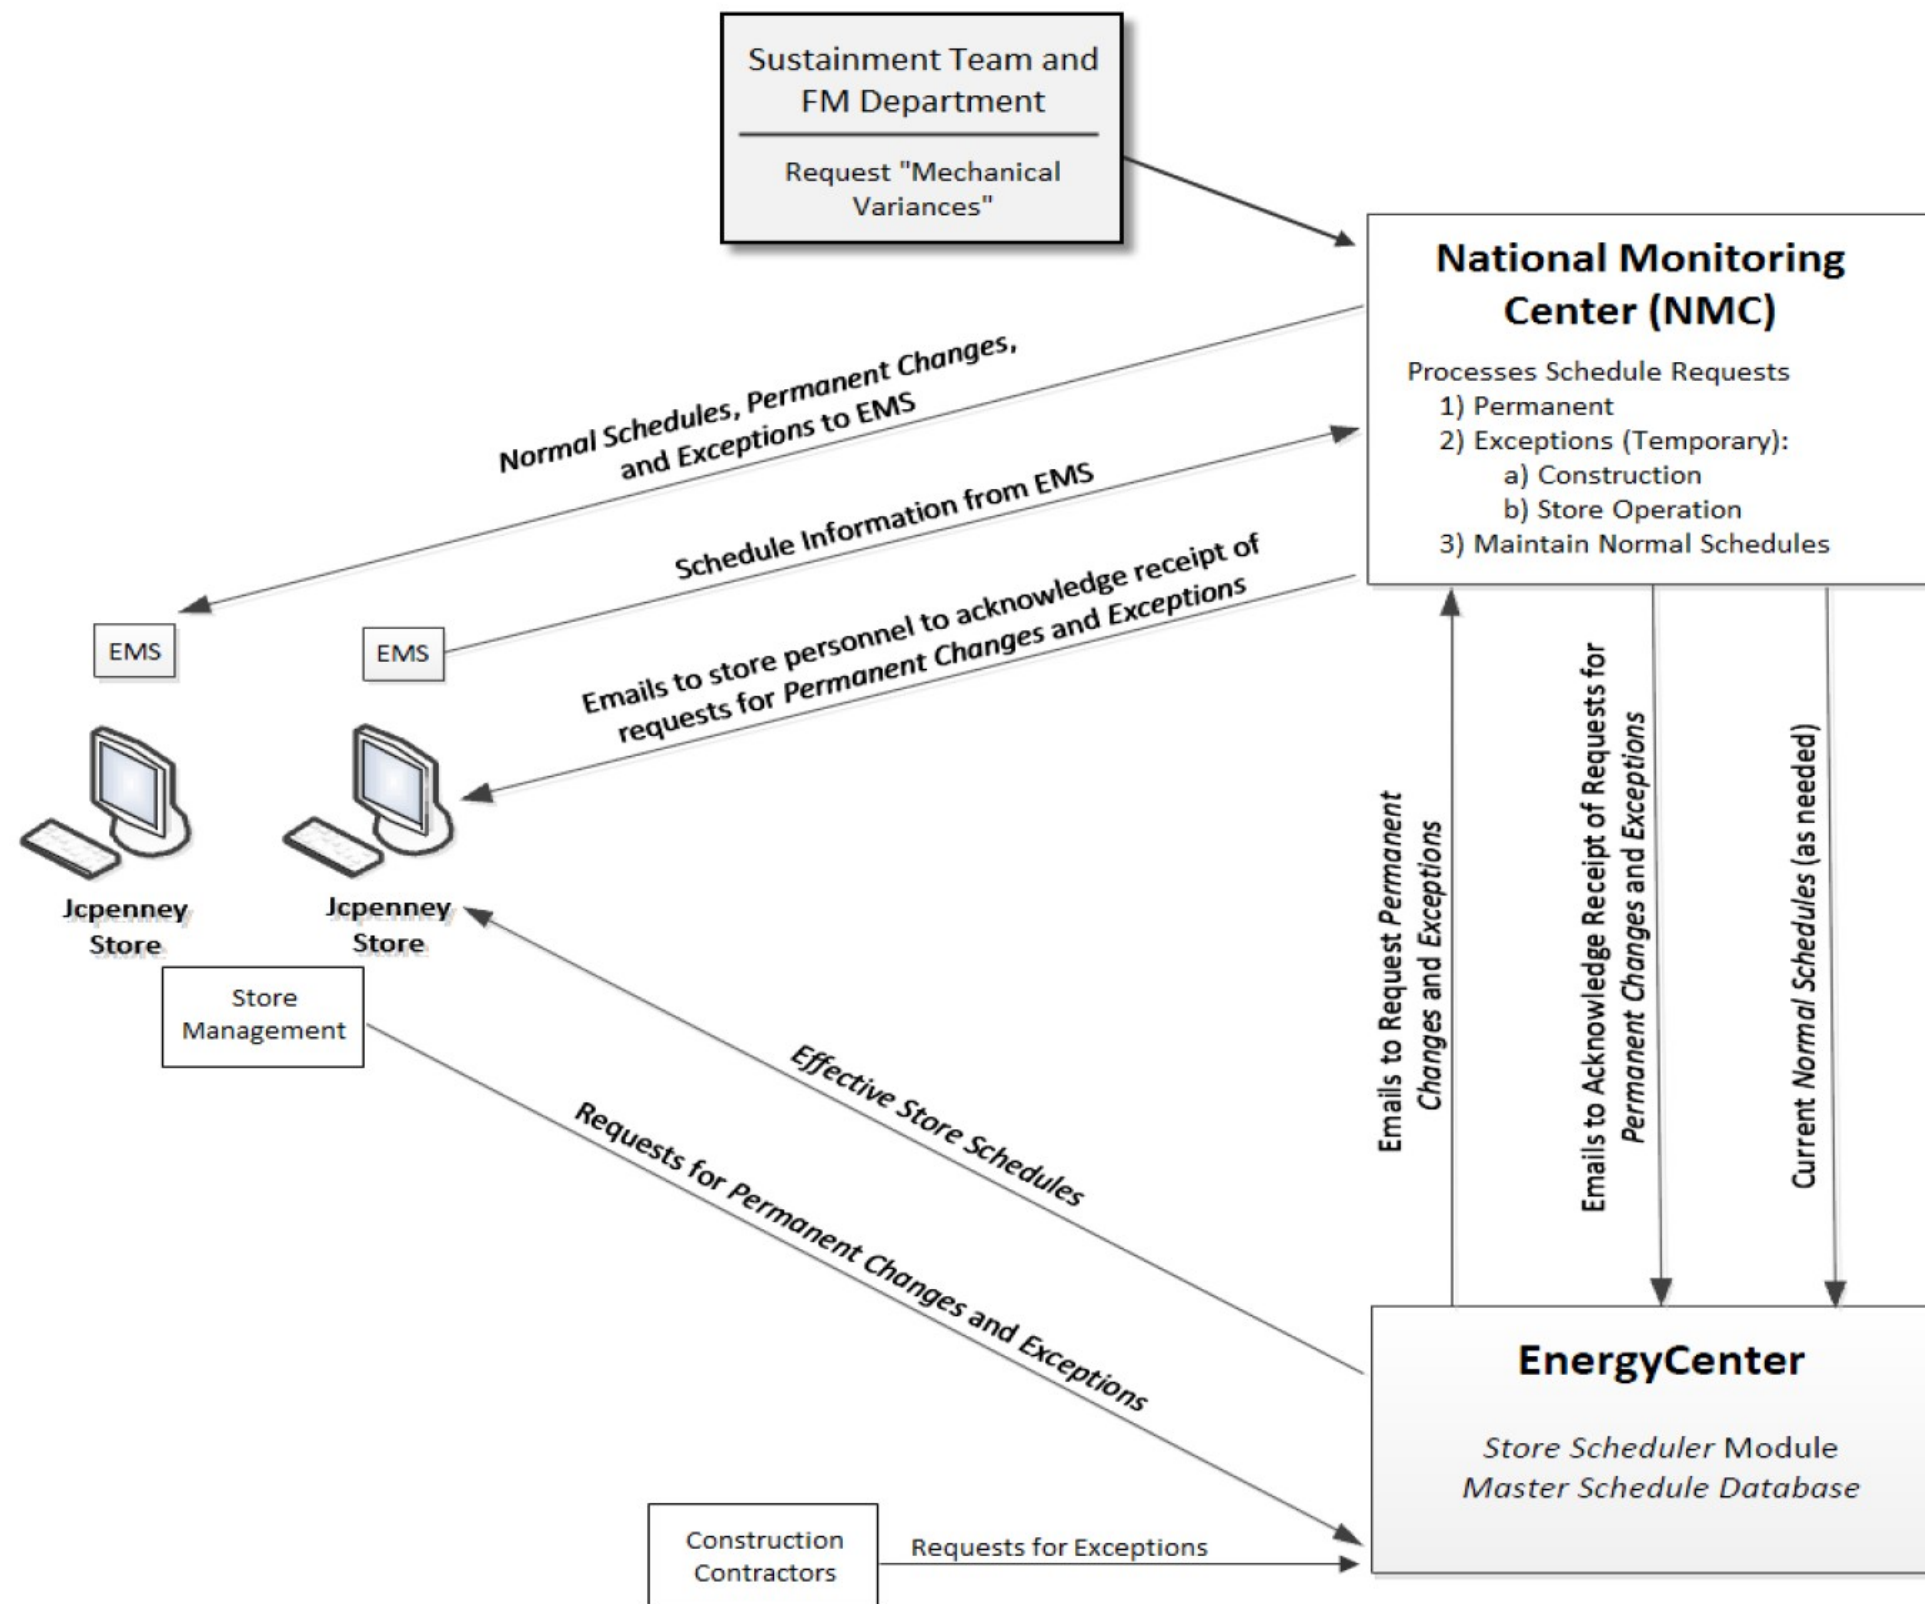 Sustainment Team and
FM Department
Request "Mechanical
Variances"
National Monitoring
Center (NMC)
Processes Schedule Requests
1) Permanent
2) Exceptions (Temporary):
a) Construction
b) Store Operation
3) Maintain Normal Schedules
Normal Schedules, Permanent Changes,
and Exceptions to EMS
Schedule Information from EMS
Emails to store personnel to acknowledge receipt of
requests for Permanent Changes and Exceptions
EMS
EMS
Jcpenney
Store
Jcpenney
Store
Store
Management
Effective Store Schedules
Requests for Permanent Changes and Exceptions
Emails to Request Permanent
Changes and Exceptions
Emails to Acknowledge Receipt of Requests for
Permanent Changes and Exceptions
Current Normal Schedules (as needed)
EnergyCenter
Store Scheduler Module
Master Schedule Database
Construction
Contractors
Requests for Exceptions